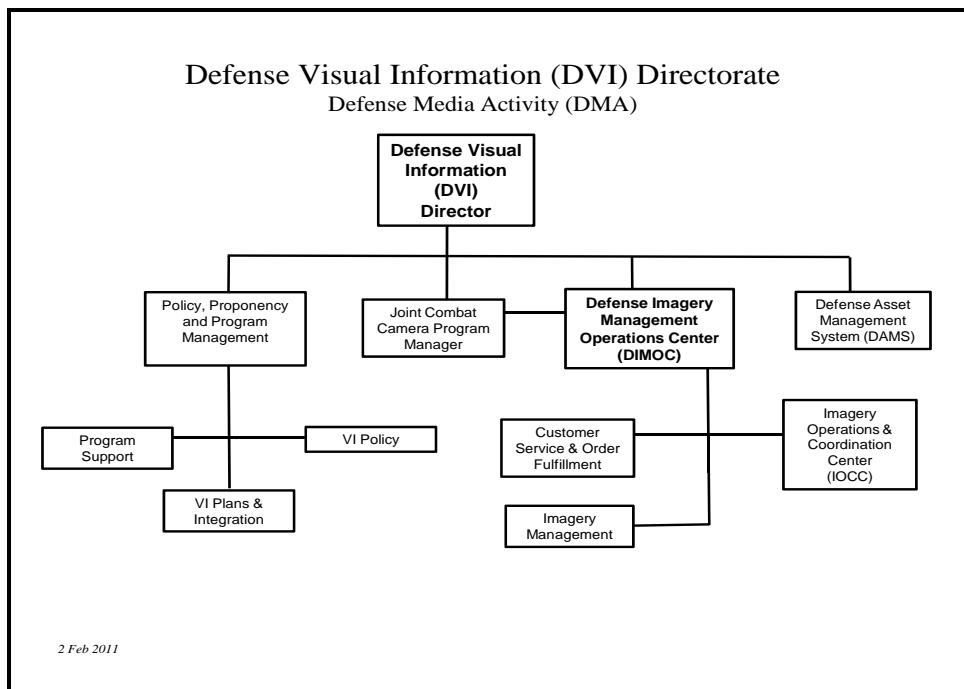 Defense Visual Information (DVI) Directorate
Defense Media Activity (DMA)
Defense Visual
Information
(DVI)
Director
Policy, Proponency
and Program
Management
Joint Combat
Camera Program
Manager
Defense Imagery
Management
Operations Center
(DIMOC)
Defense Asset
Management
System (DAMS)
Program
Support
VI Policy
VI Plans &
Integration
Customer
Service & Order
Fulfillment
Imagery
Operations &
Coordination
Center
(IOCC)
Imagery
Management
2 Feb 2011